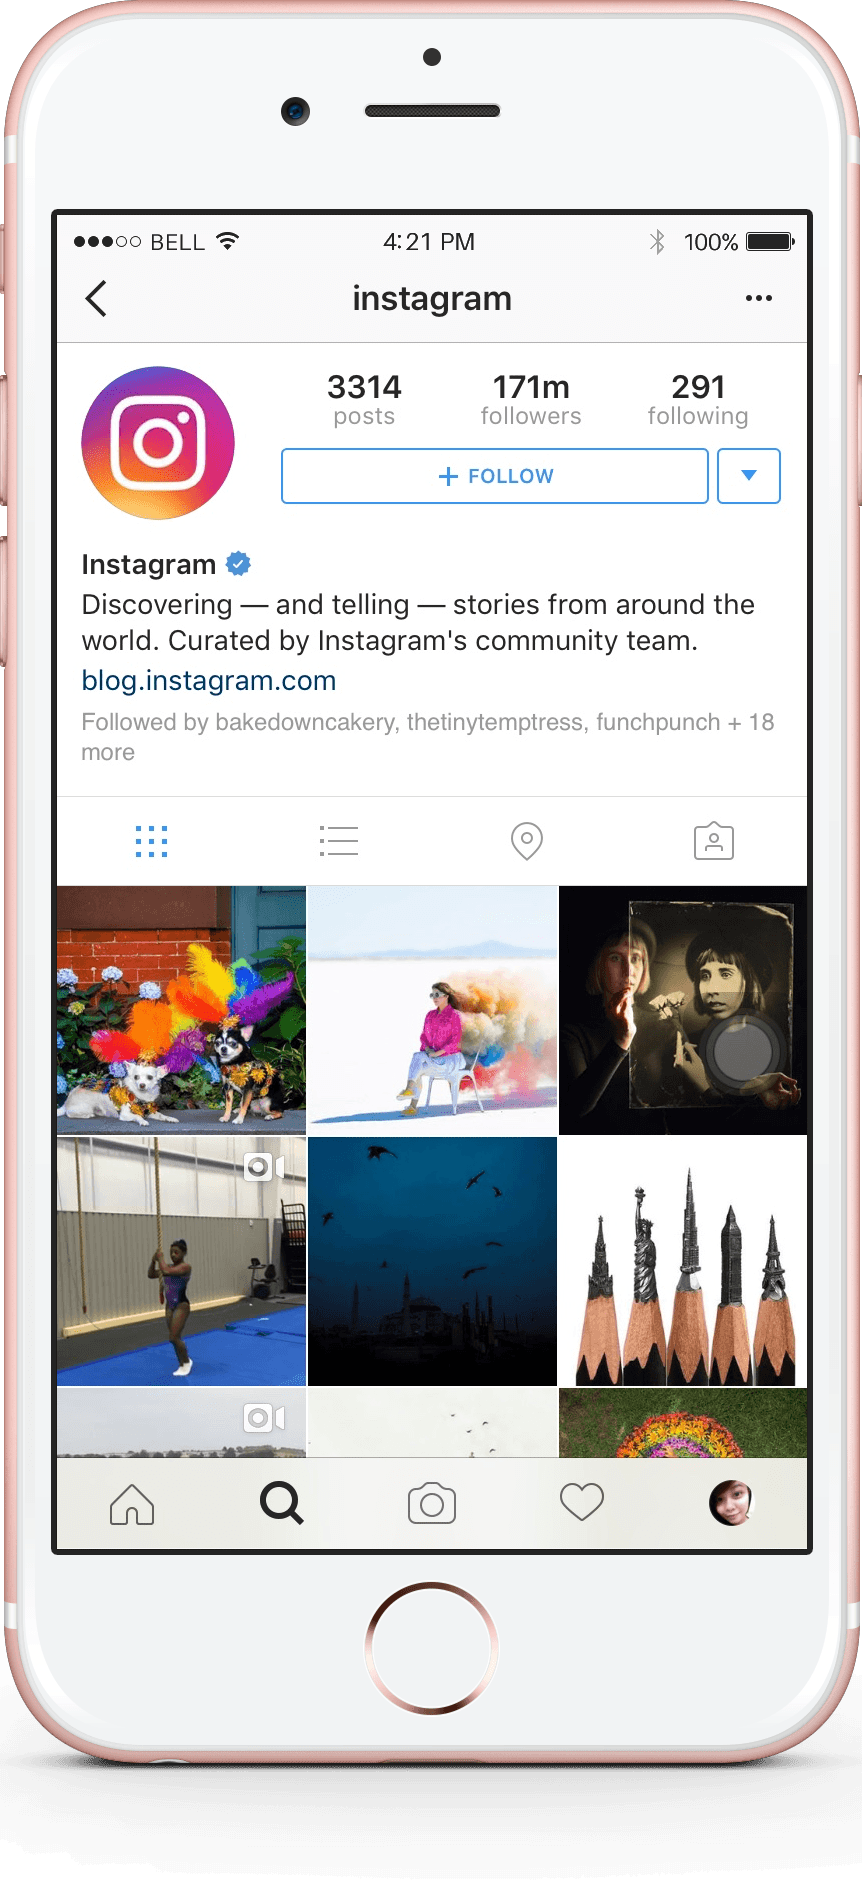 BELL 4:21 PM 100%
instagram
3314 171m 291
posts followers following
+ FOLLOW
Instagram
Discovering — and telling — stories from around the
world. Curated by Instagram's community team.
blog.instagram.com
Followed by bakedowncakery, thetinytemptress, funchpunch + 18
more